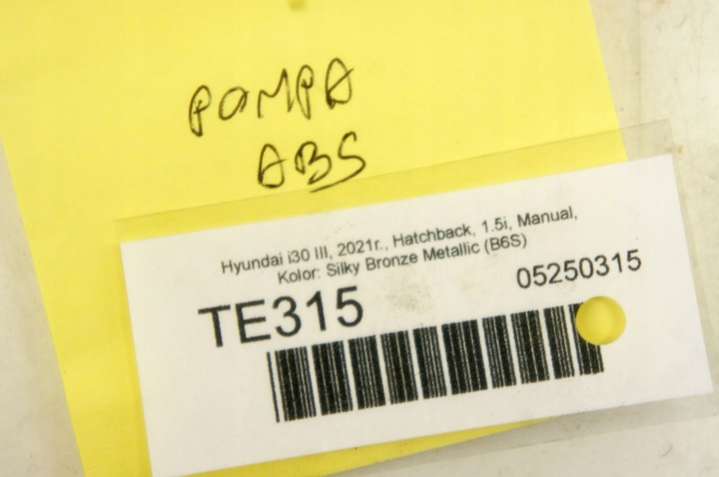 POMPA
ABS
Hyundai i30 III, 2021r., Hatchback, 1.5i, Manual,
Kolor: Silky Bronze Metallic (B6S)
TE315
05250315